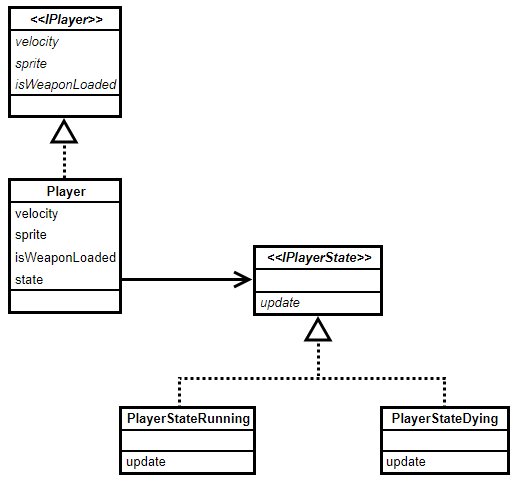 <<IPlayer>>
velocity
sprite
isWeaponLoaded
Player
velocity
sprite
isWeaponLoaded
state
<<IPlayerState>>
update
PlayerStateRunning
update
PlayerStateDying
update